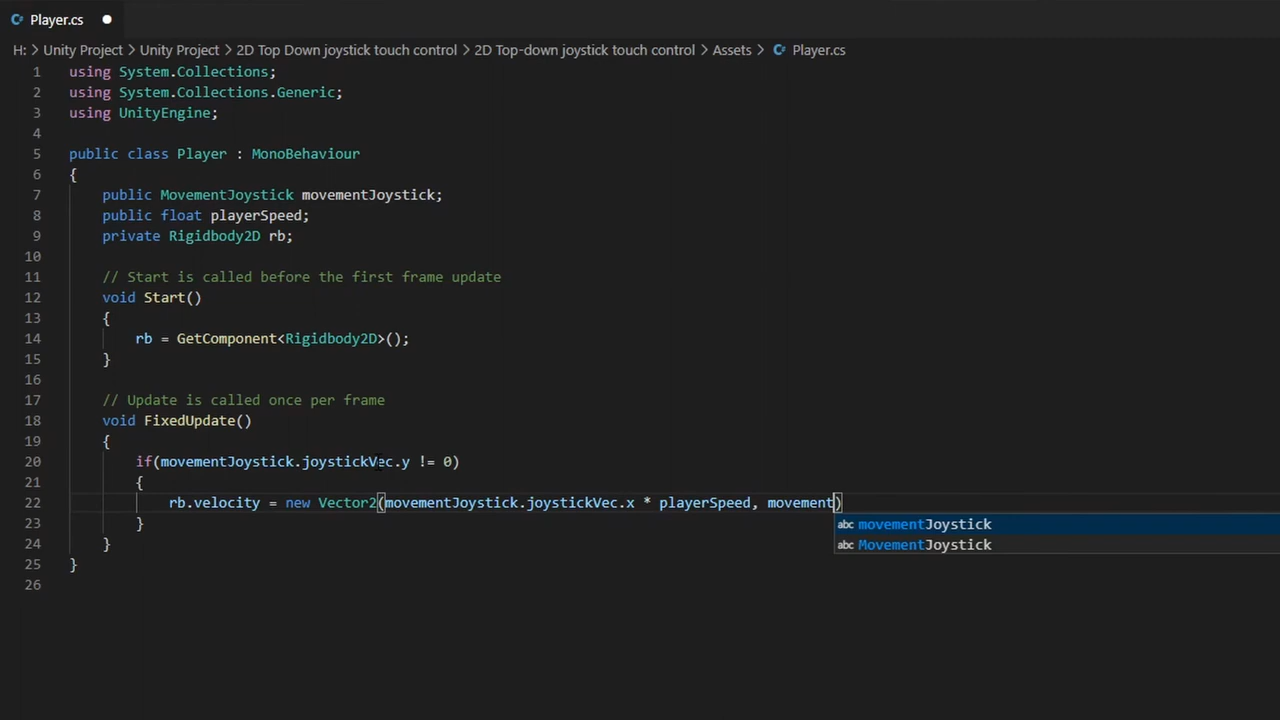 Player.cs
H: > Unity Project > Unity Project > 2D Top Down joystick touch control > 2D Top-down joystick touch control > Assets > Player.cs
1 using System.Collections;
2 using System.Collections.Generic;
3 using UnityEngine;
4
5 public class Player : MonoBehaviour
6 {
7 public MovementJoystick movementJoystick;
8 public float playerSpeed;
9 private Rigidbody2D rb;
10
11 // Start is called before the first frame update
12 void Start()
13 {
14 rb = GetComponent<Rigidbody2D>();
15 }
16
17 // Update is called once per frame
18 void FixedUpdate()
19 {
20 if(movementJoystick.joystickVec.y != 0)
21 {
22 rb.velocity = new Vector2(movementJoystick.joystickVec.x * playerSpeed, movement)
abc movementJoystick
23 }
abc MovementJoystick
24 }
25 }
26